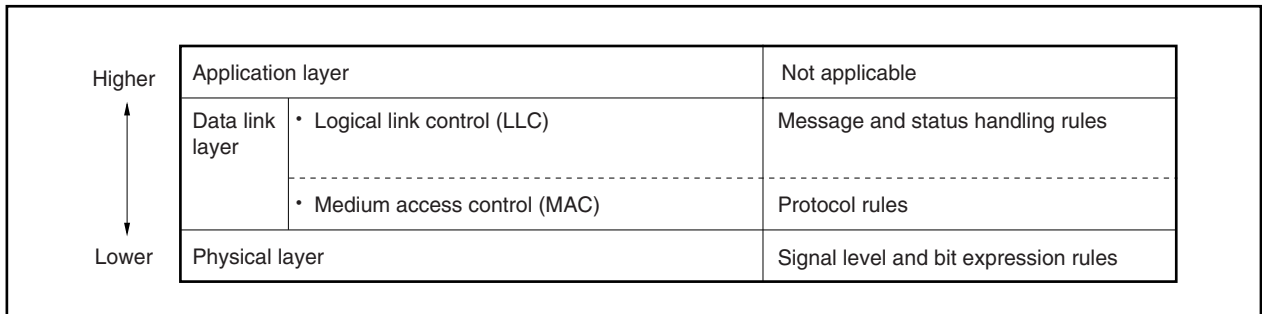 Higher
Application layer
Not applicable
Data link
layer
• Logical link control (LLC)
Message and status handling rules
• Medium access control (MAC)
Protocol rules
Lower
Physical layer
Signal level and bit expression rules